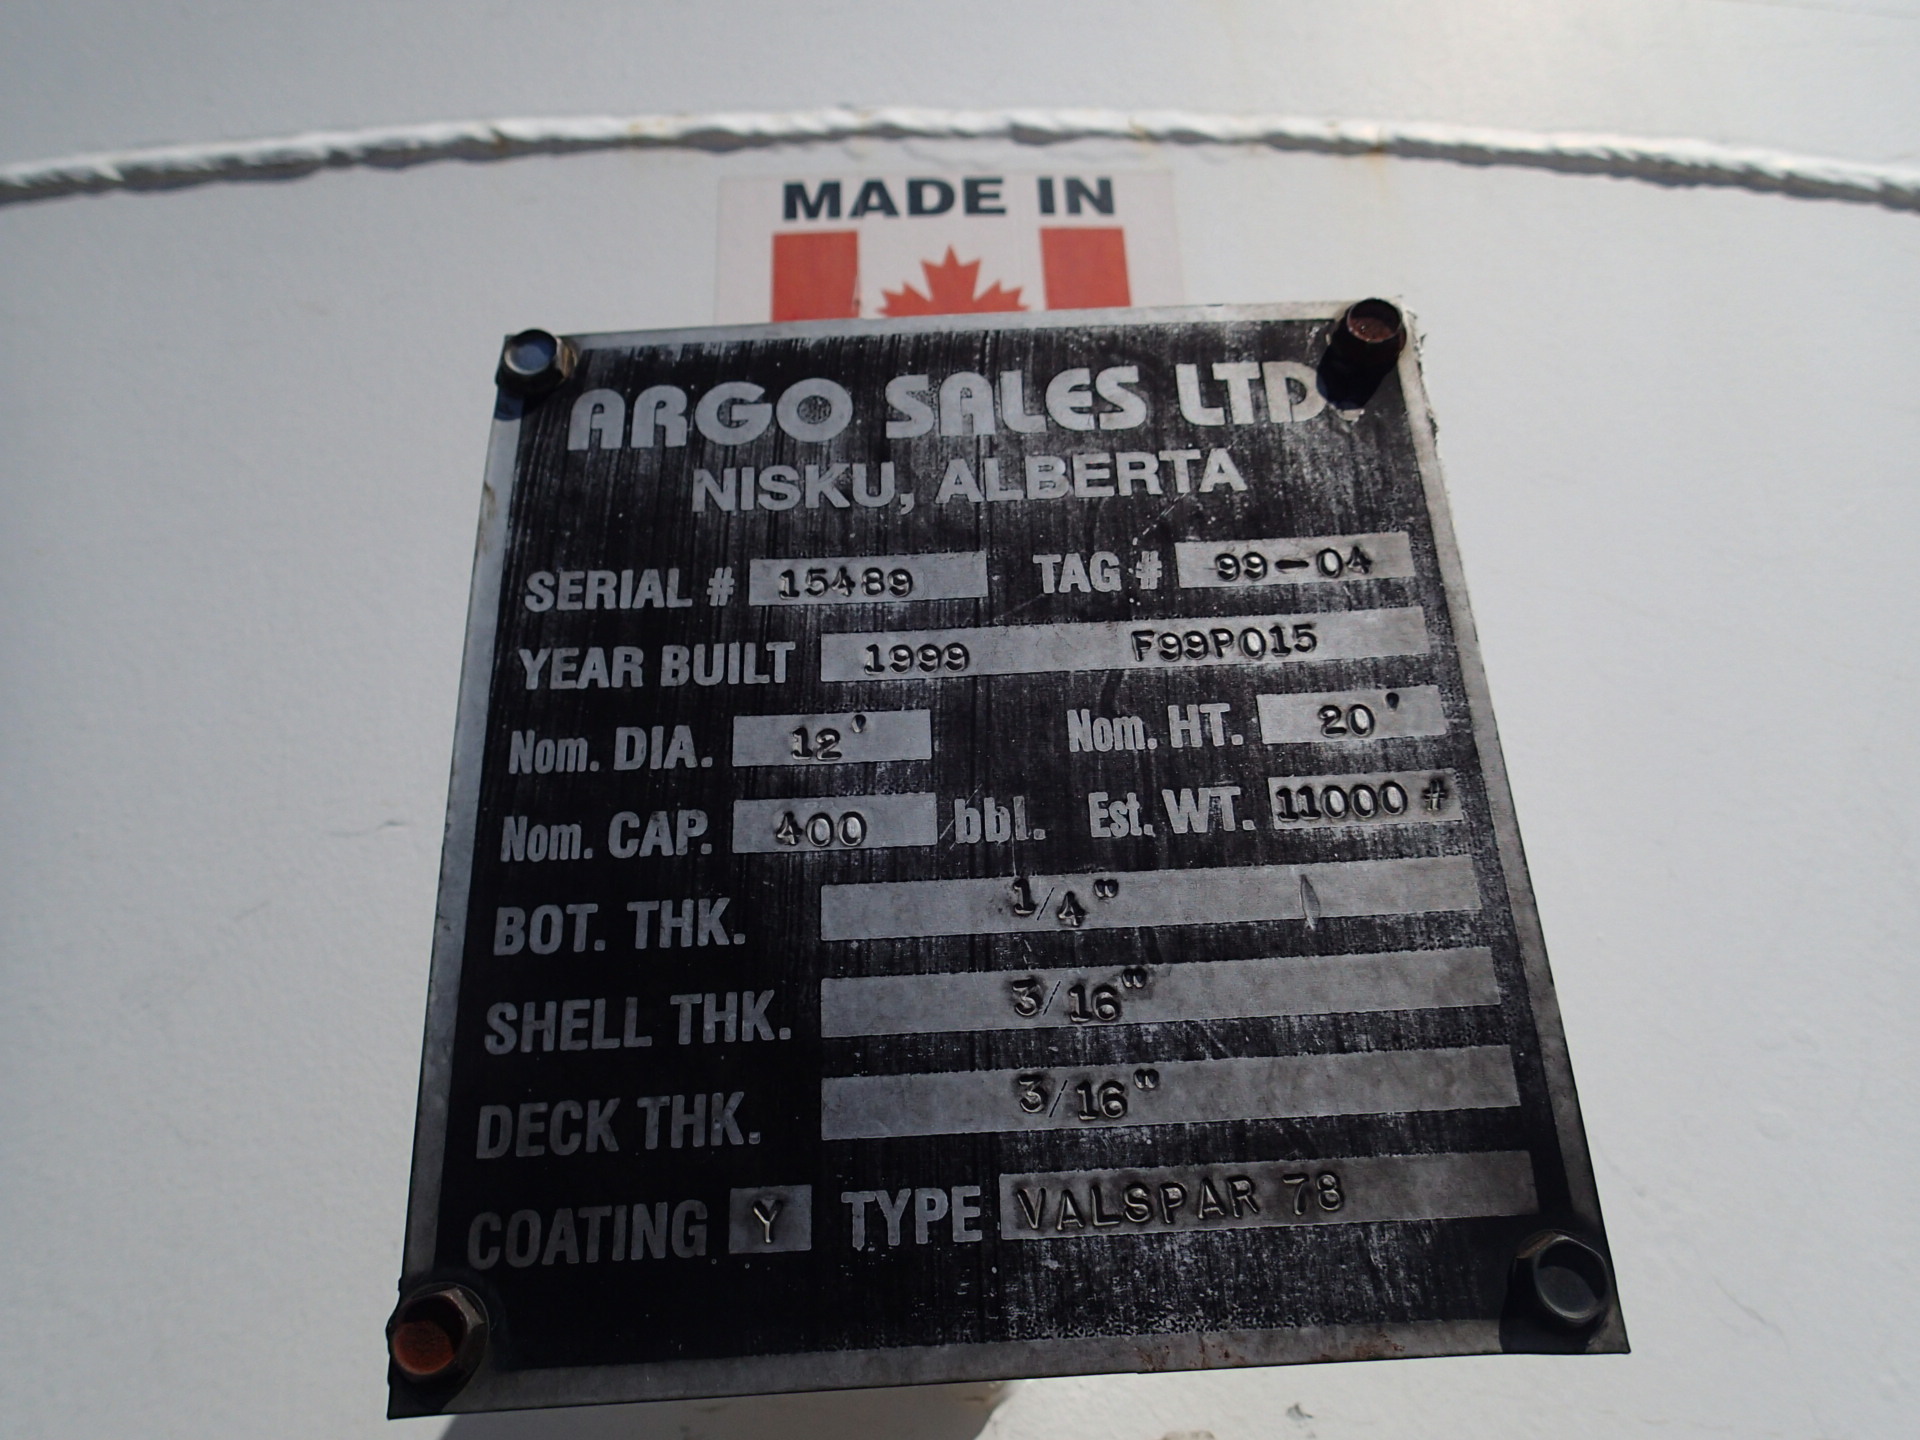 MADE IN
ARGO SALES LTD.
NISKU, ALBERTA
SERIAL # 15489 TAG # 99-04
YEAR BUILT 1999 F99P015
Nom. DIA. 12' Nom. HT. 20'
Nom. CAP. 400 bbl. Est. WT. 11000 #
BOT. THK. 1/4"
SHELL THK. 3/16"
DECK THK. 3/16"
COATING Y TYPE VALSPAR 78